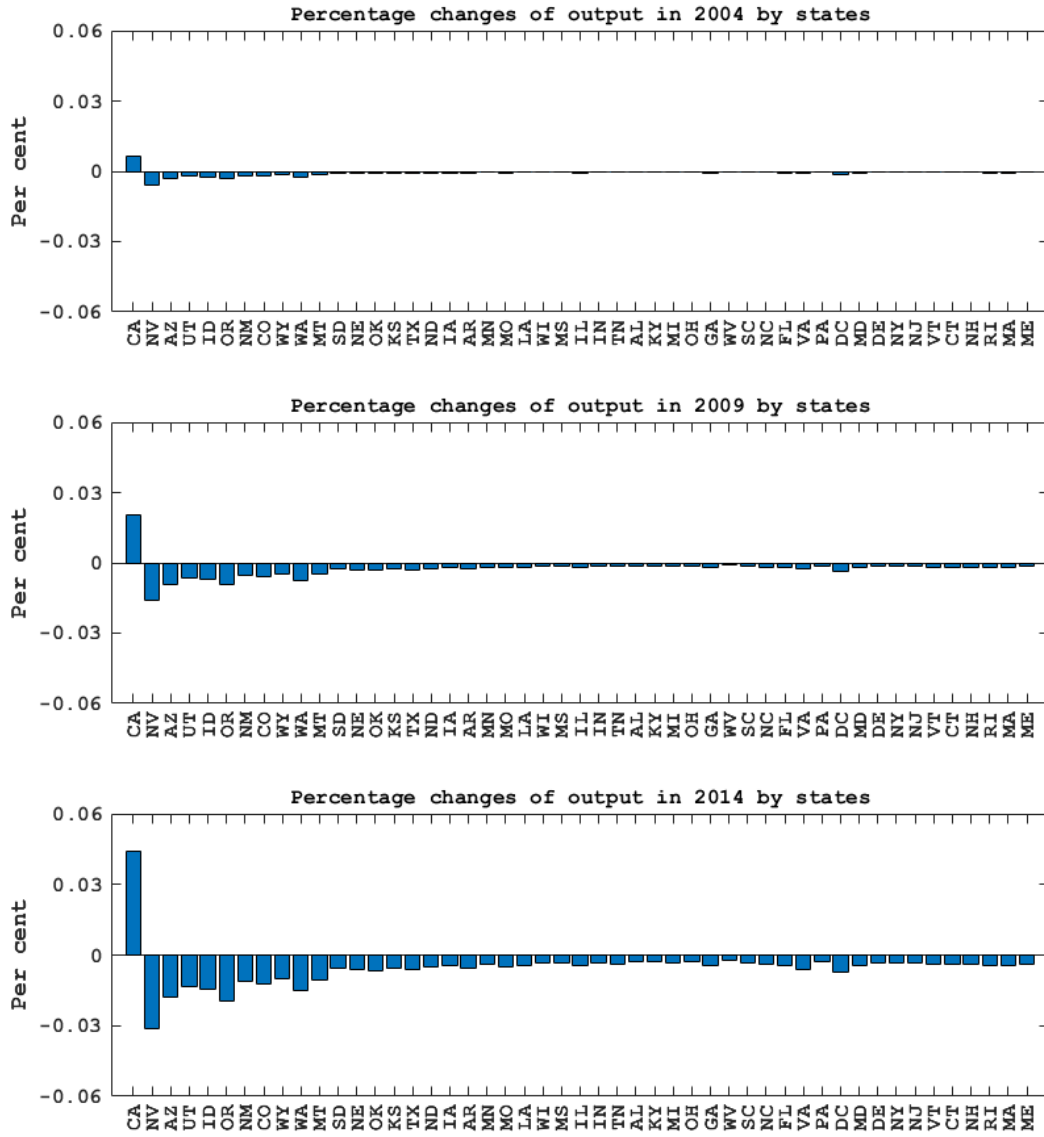 Percentage changes of output in 2004 by states
0.06
0.03
0
-0.03
-0.06
Per cent
CA NV AZ UT ID OR NM CO WY WA MT SD NE OK KS TX ND IA AR MN MO LA WI MS IL IN TN AL KY MI OH GA WV SC NC FL VA PA DC MD DE NY NJ VT CT NH RI MA ME
Percentage changes of output in 2009 by states
0.06
0.03
0
-0.03
-0.06
Per cent
CA NV AZ UT ID OR NM CO WY WA MT SD NE OK KS TX ND IA AR MN MO LA WI MS IL IN TN AL KY MI OH GA WV SC NC FL VA PA DC MD DE NY NJ VT CT NH RI MA ME
Percentage changes of output in 2014 by states
0.06
0.03
0
-0.03
-0.06
Per cent
CA NV AZ UT ID OR NM CO WY WA MT SD NE OK KS TX ND IA AR MN MO LA WI MS IL IN TN AL KY MI OH GA WV SC NC FL VA PA DC MD DE NY NJ VT CT NH RI MA ME